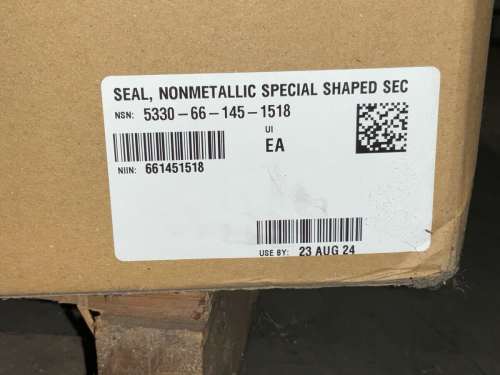 SEAL, NONMETALLIC SPECIAL SHAPED SEC
NSN: 5330-66-145-1518
UI
EA
NIIN: 661451518
USE BY: 23 AUG 24